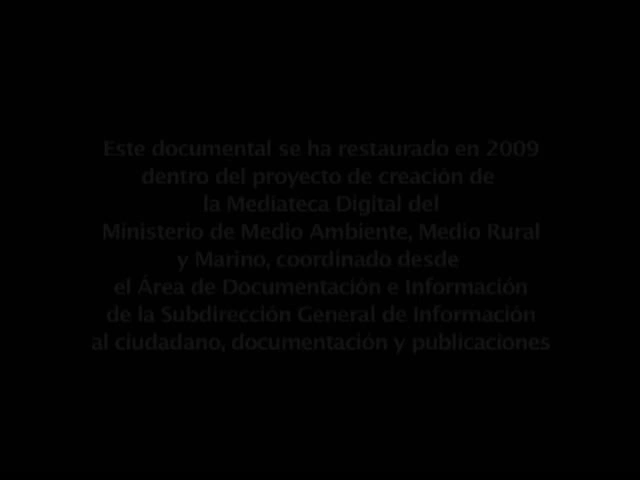 Este documental se ha restaurado en 2009
dentro del proyecto de creación de
la Mediateca Digital del
Ministerio de Medio Ambiente, Medio Rural
y Marino, coordinado desde
el Área de Documentación e Información
de la Subdirección General de Información
al ciudadano, documentación y publicaciones